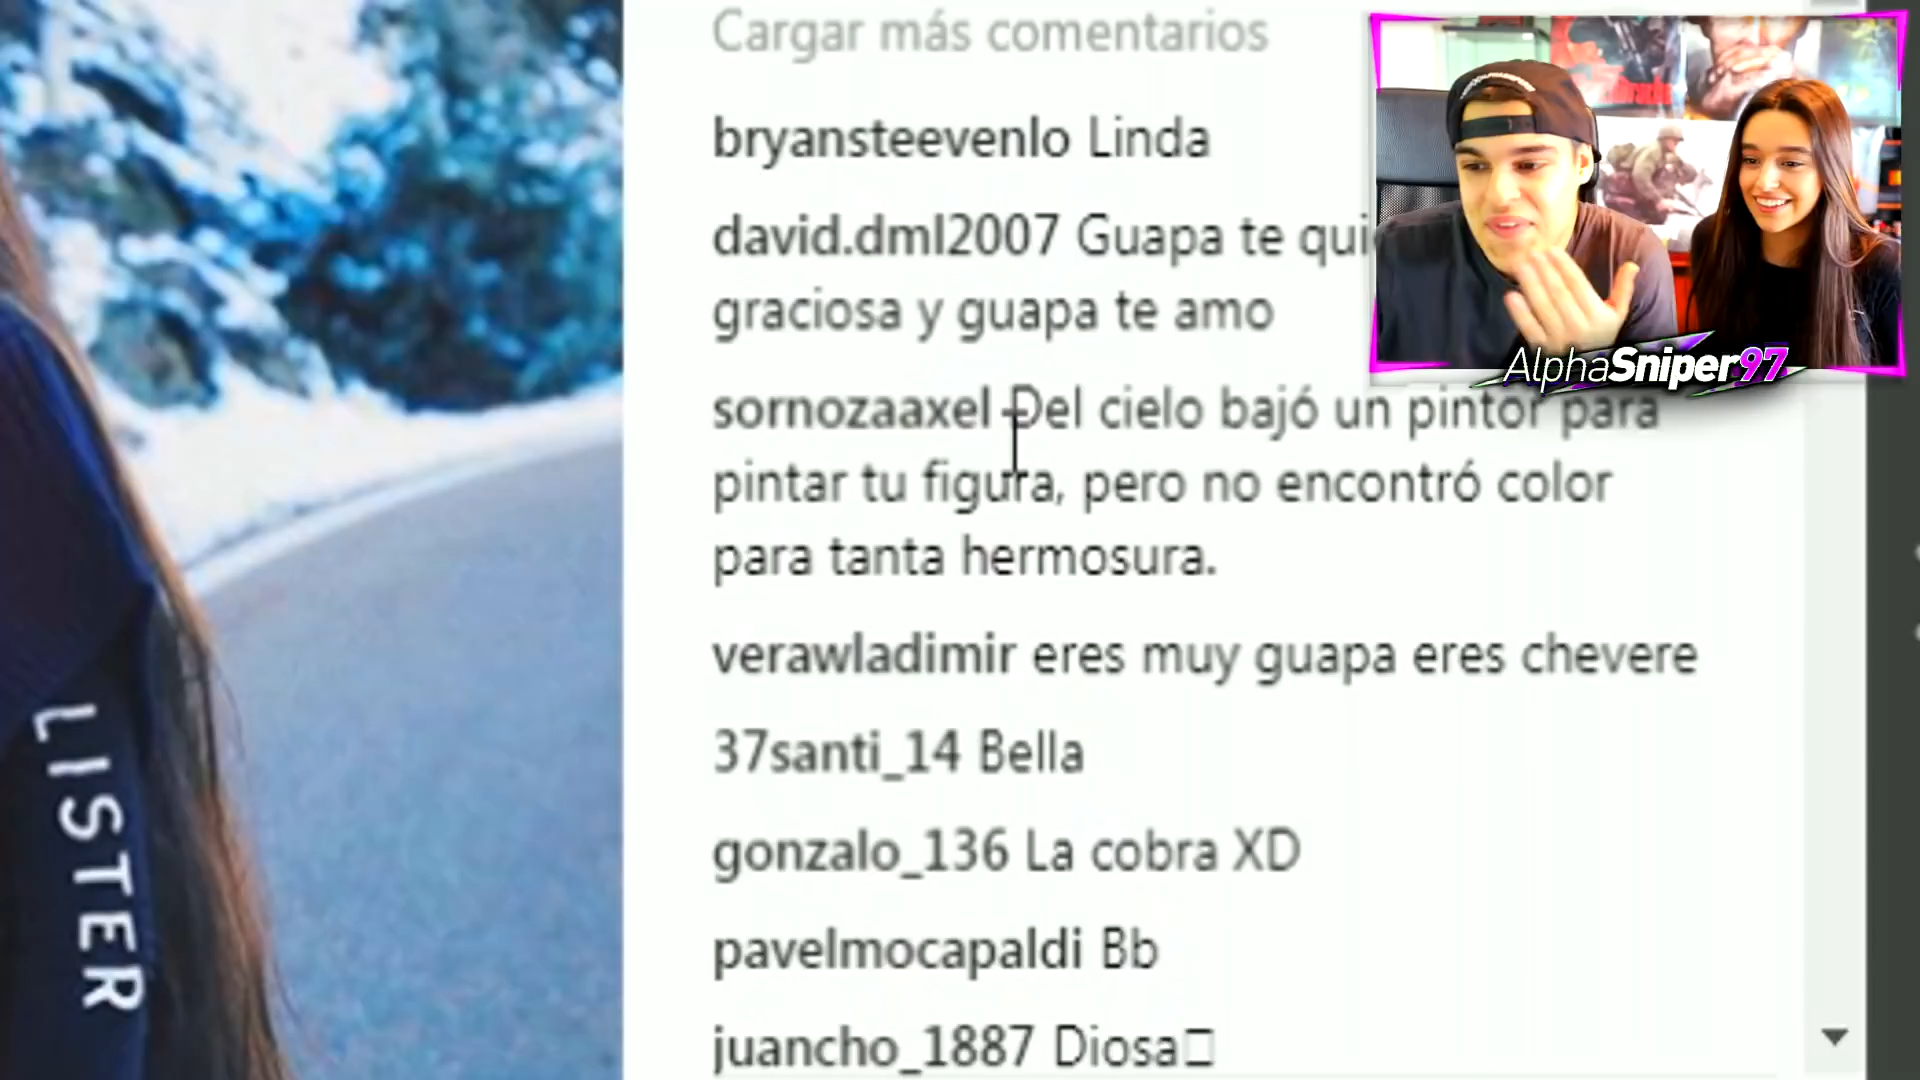 Cargar más comentarios
bryansteevenlo Linda
david.dml2007 Guapa te
graciosa y guapa te amo
sornozaaxel Del cielo bajó un pintor para
pintar tu figura, pero no encontró color
para tanta hermosura.
verawladimir eres muy guapa eres chevere
37santi_14 Bella
gonzalo_136 La cobra XD
pavelmocapaldi Bb
juancho_1887 Diosa
AlphaSniper97
LISTER